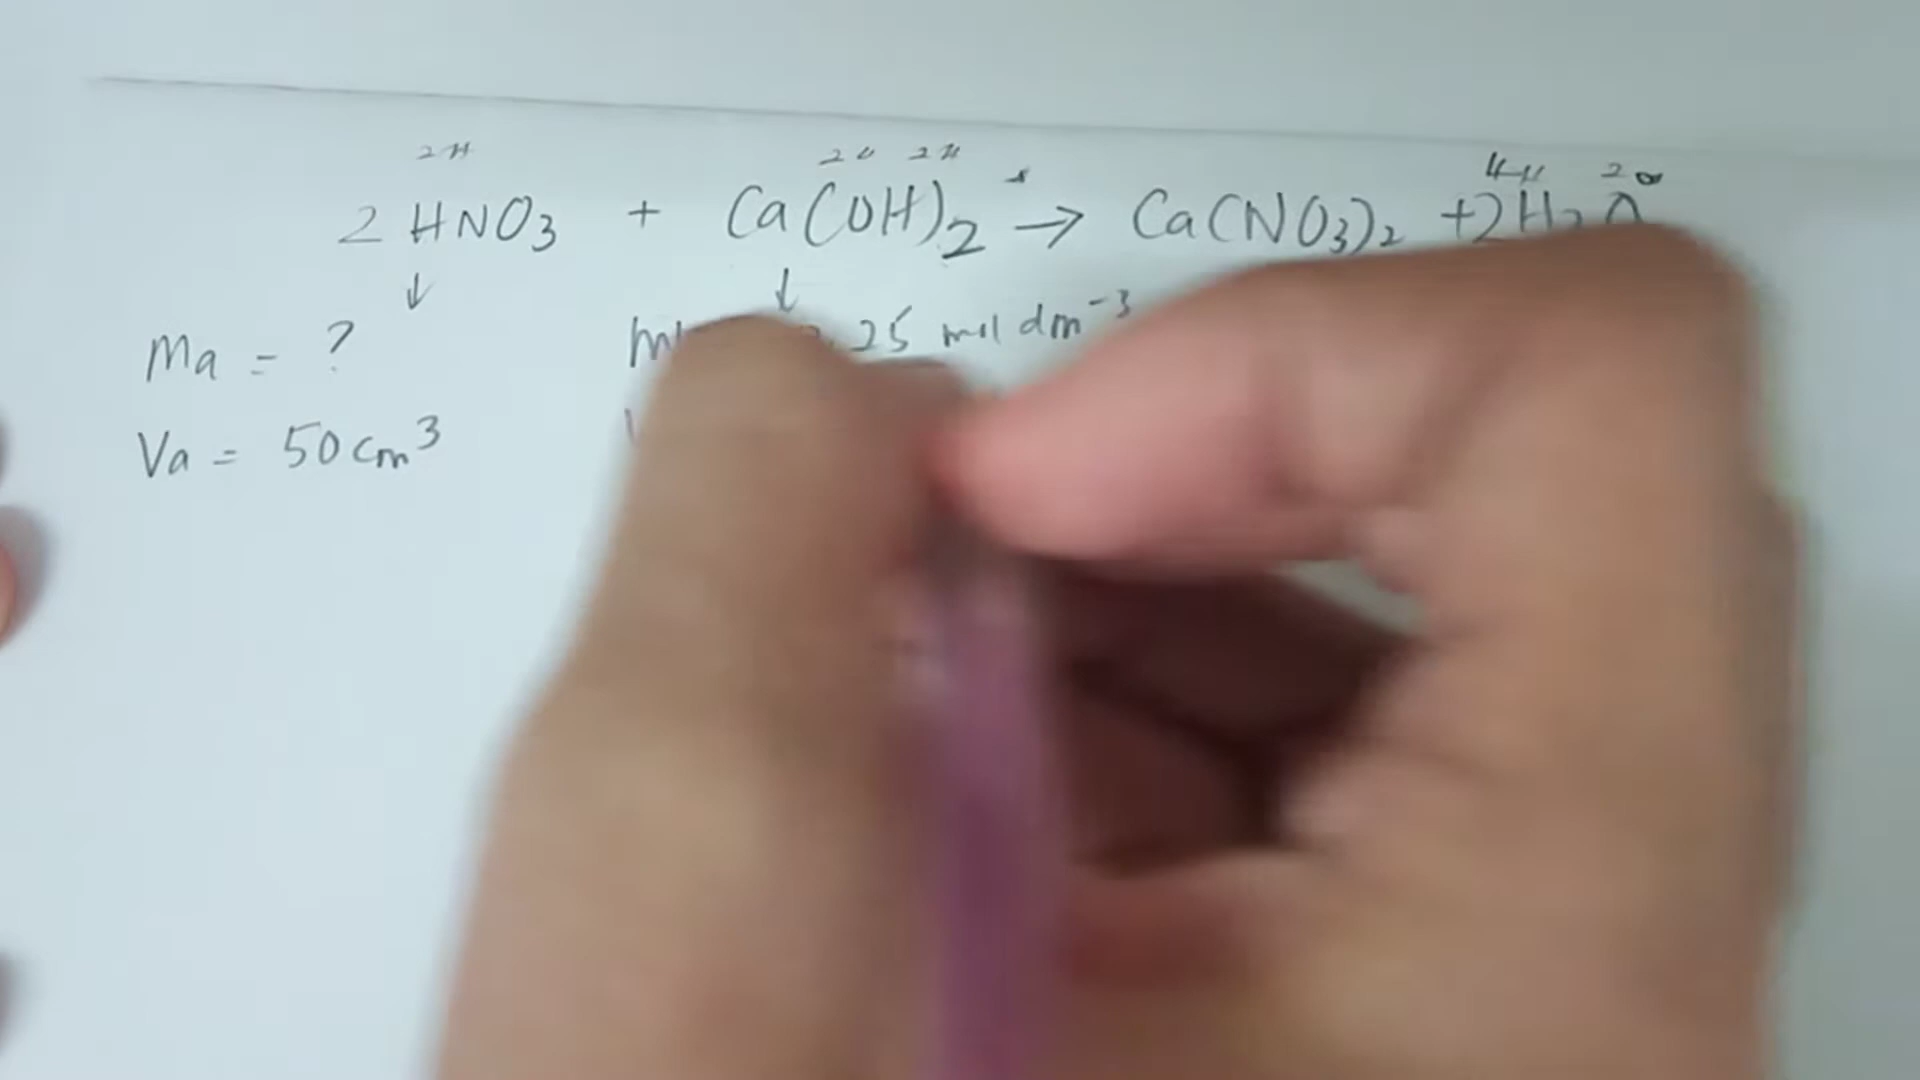 2H 2O 2H 4H 2O
2 HNO3 + Ca(OH)2 → Ca(NO3)2 + 2H2O
↓ ↓
Ma = ? 25 mol dm-3
Va = 50 cm3